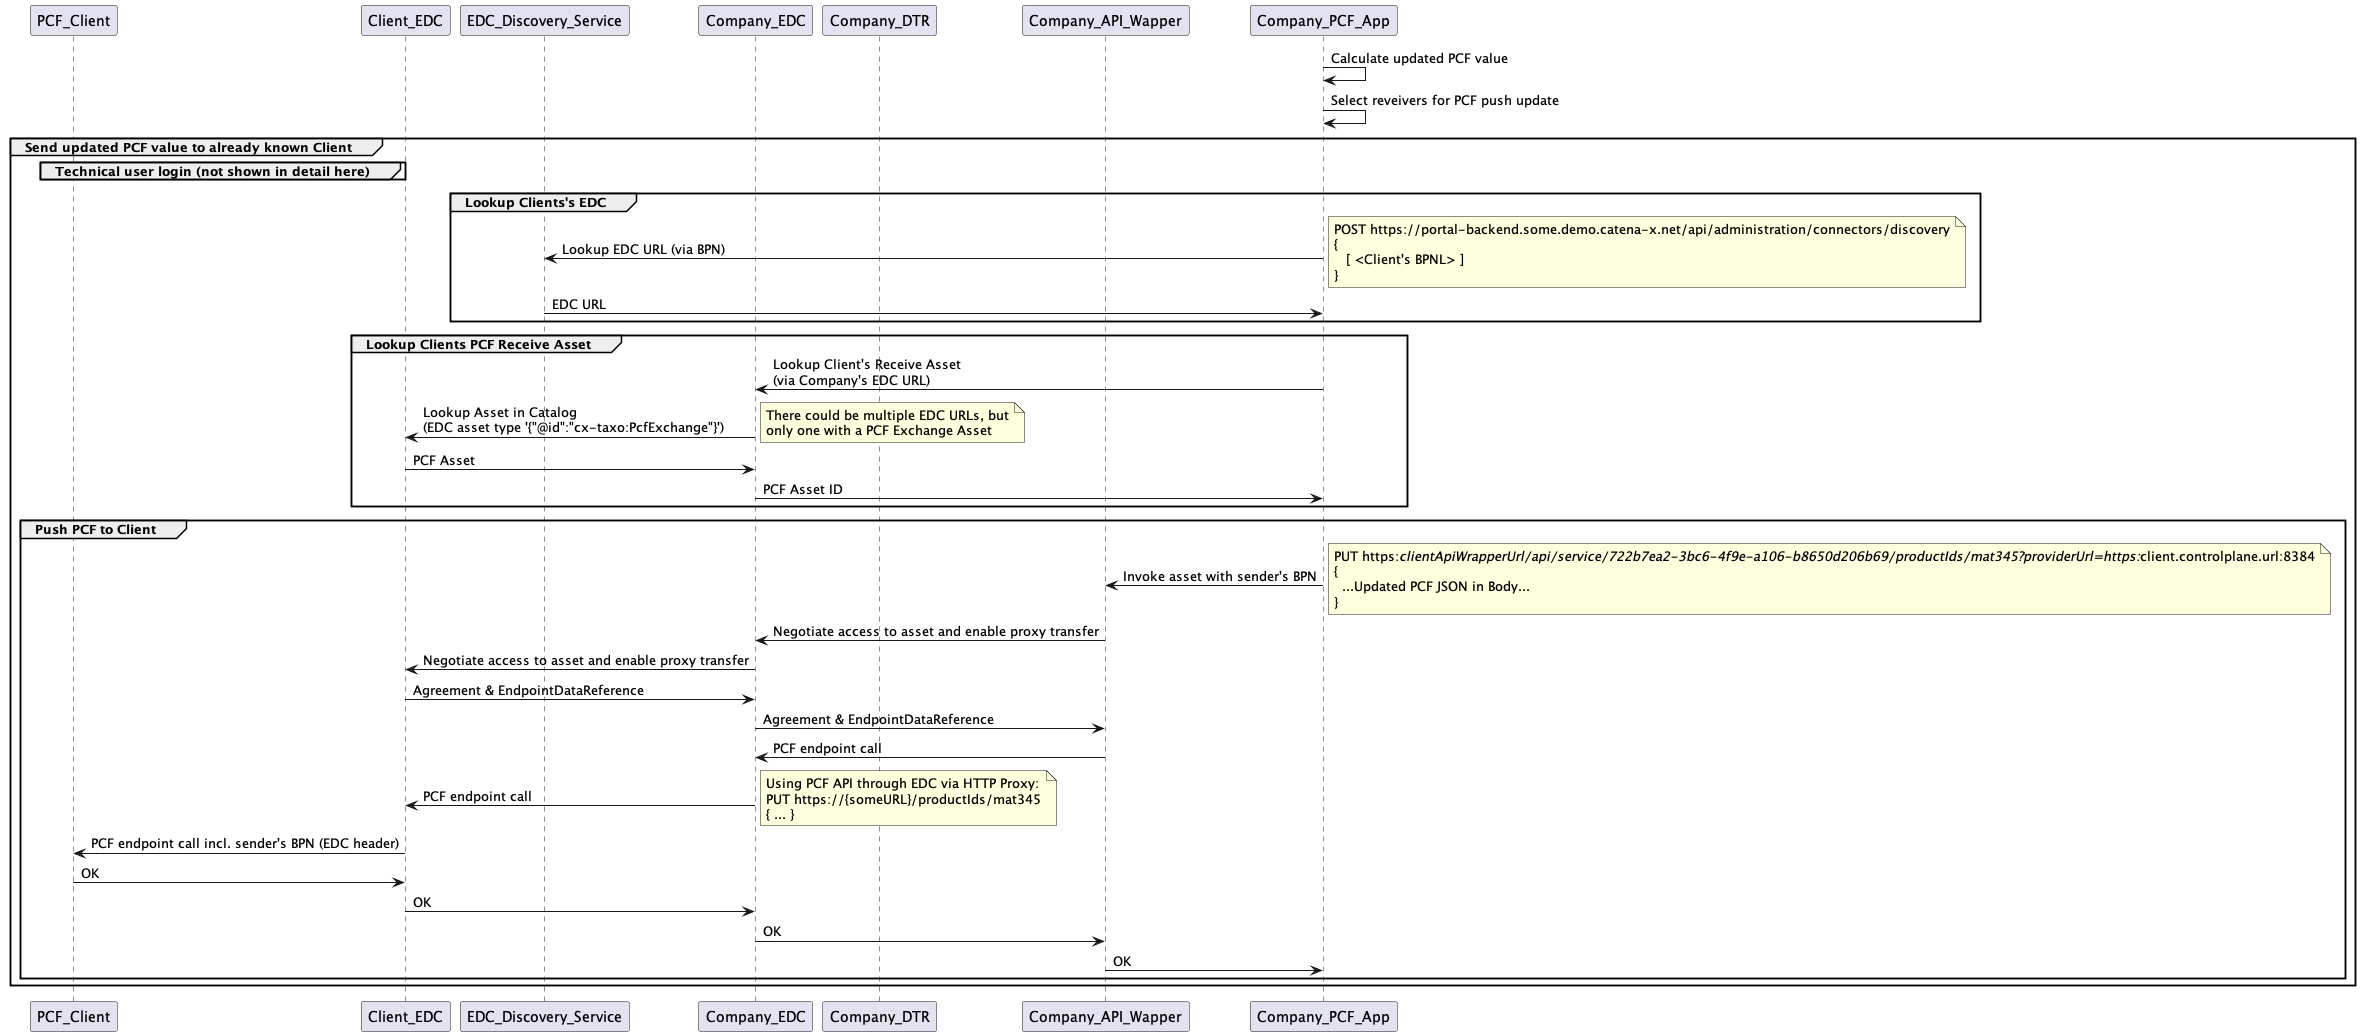 PCF_Client
Client_EDC
EDC_Discovery_Service
Company_EDC
Company_DTR
Company_API_Wapper
Company_PCF_App
Calculate updated PCF value
Select reveivers for PCF push update
Send updated PCF value to already known Client
Technical user login (not shown in detail here)
Lookup Clients's EDC
POST https://portal-backend.some.demo.catena-x.net/api/administration/connectors/discovery
{
[ <Client's BPNL> ]
}
Lookup EDC URL (via BPN)
EDC URL
Lookup Clients PCF Receive Asset
Lookup Client's Receive Asset
(via Company's EDC URL)
Lookup Asset in Catalog
(EDC asset type '{"@id":"cx-taxo:PcfExchange"}')
There could be multiple EDC URLs, but
only one with a PCF Exchange Asset
PCF Asset
PCF Asset ID
Push PCF to Client
PUT https:clientApiWrapperUrl/api/service/722b7ea2-3bc6-4f9e-a106-b8650d206b69/productIds/mat345?providerUrl=https:client.controlplane.url:8384
{
...Updated PCF JSON in Body...
}
Invoke asset with sender's BPN
Negotiate access to asset and enable proxy transfer
Negotiate access to asset and enable proxy transfer
Agreement & EndpointDataReference
Agreement & EndpointDataReference
PCF endpoint call
Using PCF API through EDC via HTTP Proxy:
PUT https://{someURL}/productIds/mat345
{ ... }
PCF endpoint call
PCF endpoint call incl. sender's BPN (EDC header)
OK
OK
OK
OK
PCF_Client
Client_EDC
EDC_Discovery_Service
Company_EDC
Company_DTR
Company_API_Wapper
Company_PCF_App